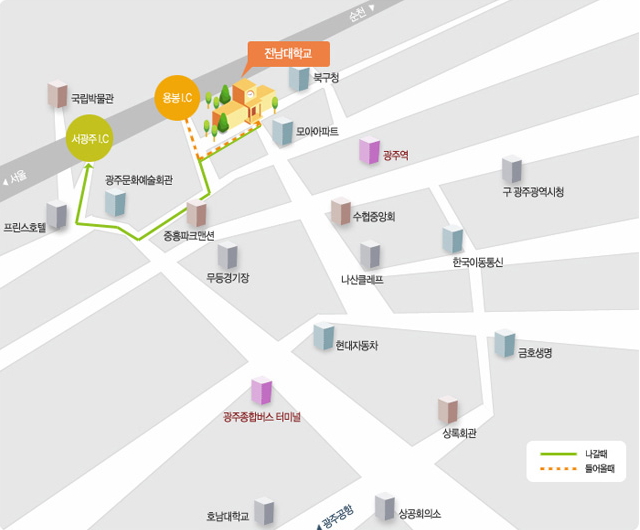 순천 ▼
전남대학교
북구청
국립박물관
용봉 I.C
서광주 I.C
모아아파트
광주역
◀ 서울
광주문화예술회관
구 광주광역시청
프린스호텔
중흥파크맨션
수협중앙회
무등경기장
나산클레프
한국이동통신
현대자동차
금호생명
광주종합버스 터미널
상록회관
나갈때
들어올때
호남대학교
◀ 광주공항
상공회의소